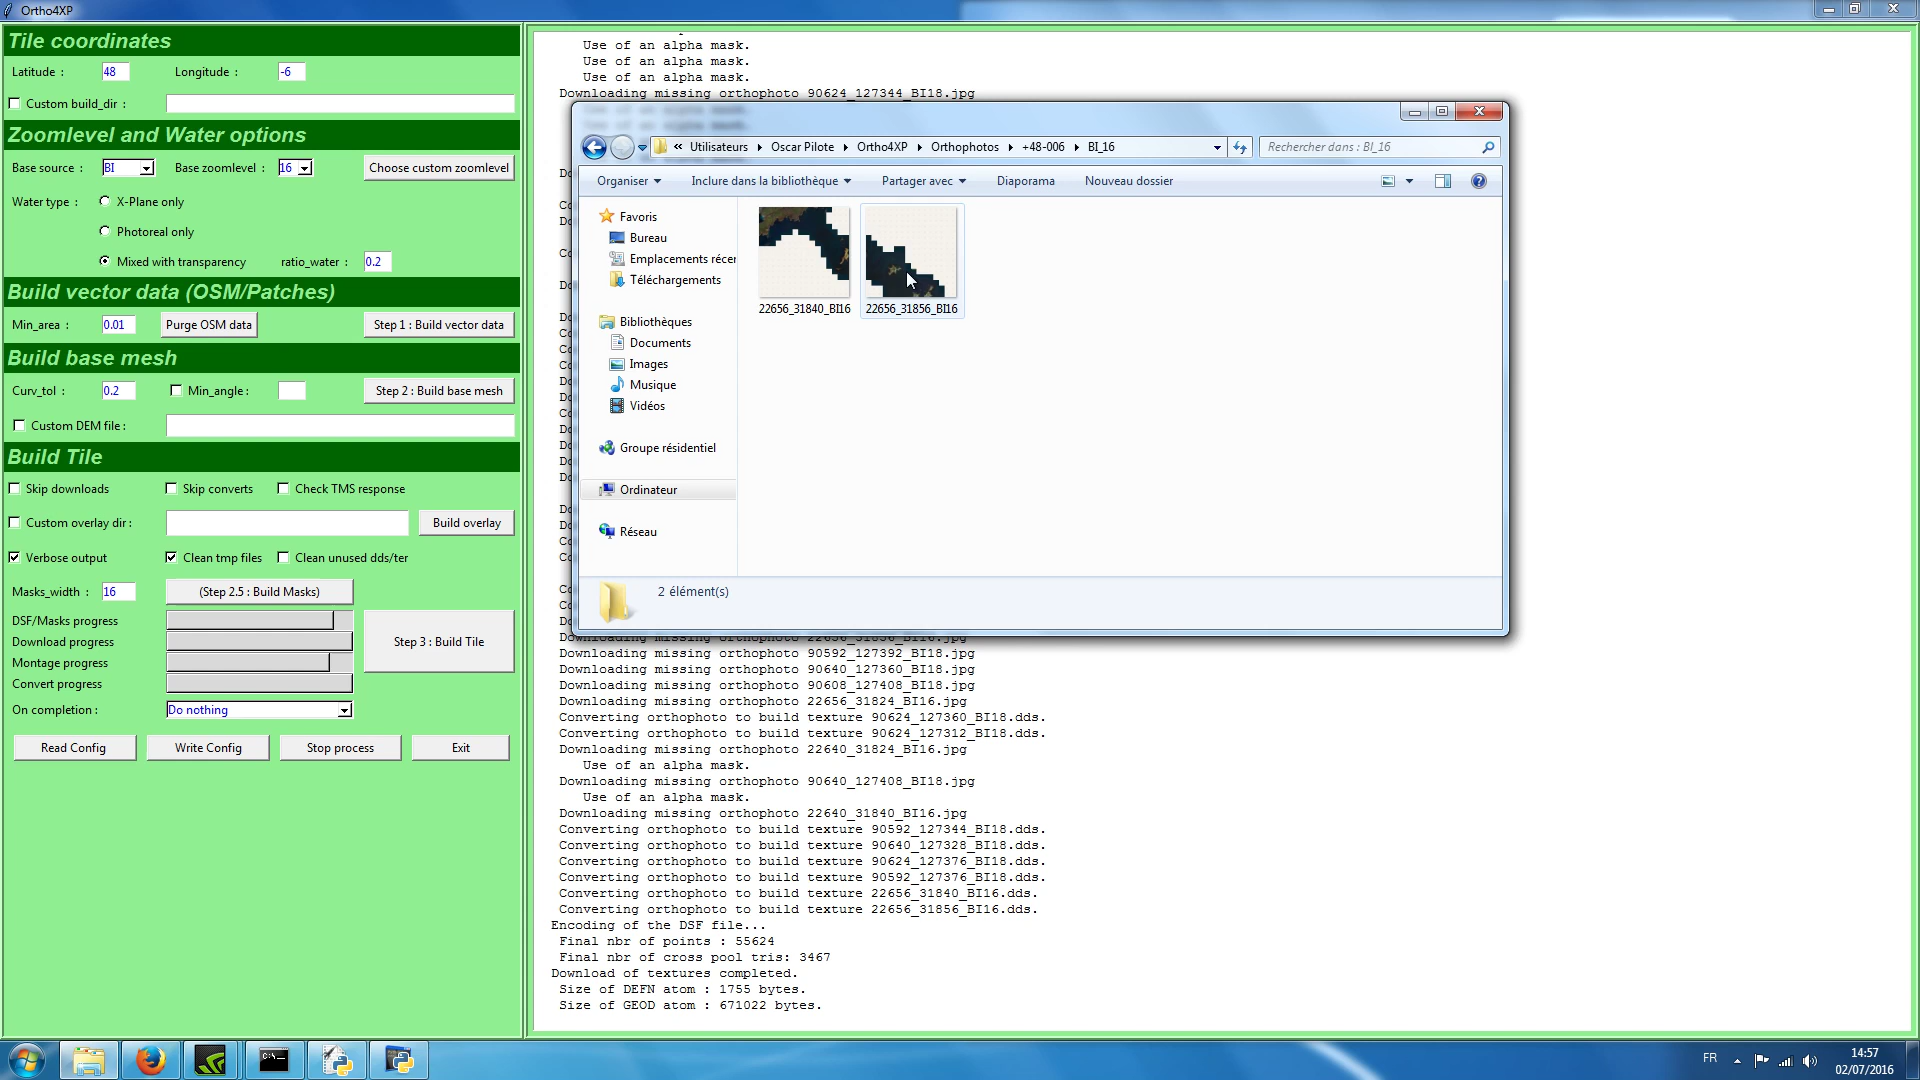 Ortho4XP
Tile coordinates
Latitude : 48 Longitude : -6
Custom build_dir :
Zoomlevel and Water options
Base source : BI Base zoomlevel : 16 Choose custom zoomlevel
Water type : X-Plane only
Photoreal only
Mixed with transparency ratio_water : 0.2
Build vector data (OSM/Patches)
Min_area : 0.01 Purge OSM data Step 1 : Build vector data
Build base mesh
Curv_tol : 0.2 Min_angle : Step 2 : Build base mesh
Custom DEM file :
Build Tile
Skip downloads Skip converts Check TMS response
Custom overlay dir : Build overlay
Verbose output Clean tmp files Clean unused dds/ter
Masks_width : 16 (Step 2.5 : Build Masks)
DSF/Masks progress
Download progress
Montage progress
Convert progress
Step 3 : Build Tile
On completion : Do nothing
Read Config Write Config Stop process Exit
Use of an alpha mask.
Use of an alpha mask.
Use of an alpha mask.
Downloading missing orthophoto 90624_127344_BI18.jpg
« Utilisateurs Oscar Pilote Ortho4XP Orthophotos +48-006 BI_16 Rechercher dans : BI_16
Organiser Inclure dans la bibliothèque Partager avec Diaporama Nouveau dossier
Favoris
Bureau
Emplacements récer
Téléchargements
Bibliothèques
Documents
Images
Musique
Vidéos
Groupe résidentiel
Ordinateur
Réseau
22656_31840_BI16 22656_31856_BI16
2 élément(s)
Downloading missing orthophoto 90592_127392_BI18.jpg
Downloading missing orthophoto 90640_127360_BI18.jpg
Downloading missing orthophoto 90608_127408_BI18.jpg
Downloading missing orthophoto 22656_31824_BI16.jpg
Converting orthophoto to build texture 90624_127360_BI18.dds.
Converting orthophoto to build texture 90624_127312_BI18.dds.
Downloading missing orthophoto 22640_31824_BI16.jpg
Use of an alpha mask.
Downloading missing orthophoto 90640_127408_BI18.jpg
Use of an alpha mask.
Downloading missing orthophoto 22640_31840_BI16.jpg
Converting orthophoto to build texture 90592_127344_BI18.dds.
Converting orthophoto to build texture 90640_127328_BI18.dds.
Converting orthophoto to build texture 90624_127376_BI18.dds.
Converting orthophoto to build texture 90592_127376_BI18.dds.
Converting orthophoto to build texture 22656_31840_BI16.dds.
Converting orthophoto to build texture 22656_31856_BI16.dds.
Encoding of the DSF file...
Final nbr of points : 55624
Final nbr of cross pool tris: 3467
Download of textures completed.
Size of DEFN atom : 1755 bytes.
Size of GEOD atom : 671022 bytes.
FR 14:57
02/07/2016